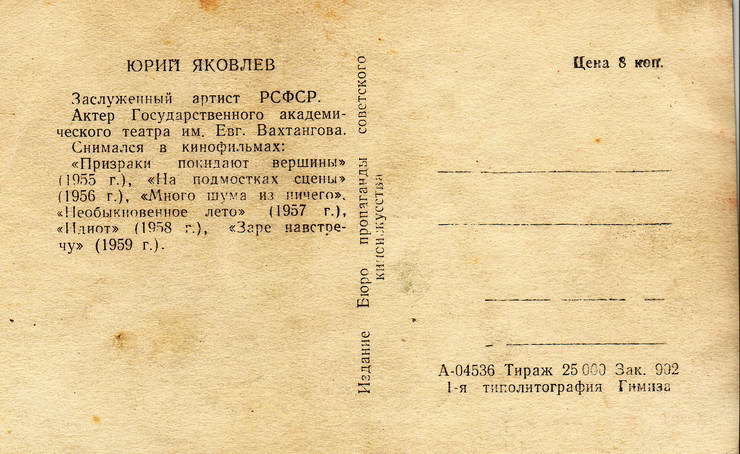 ЮРИЙ ЯКОВЛЕВ
Заслуженный артист РСФСР.
Актер Государственного академи-
ческого театра им. Евг. Вахтангова.
Снимался в кинофильмах:
«Призраки покидают вершины»
(1955 г.), «На подмостках сцены»
(1956 г.), «Много шума из ничего»,
«Необыкновенное лето» (1957 г.),
«Идиот» (1958 г.), «Заре навстре-
чу» (1959 г.).
Издание Бюро пропаганды советского
киноискусства
Цена 8 коп.
А-04536 Тираж 25 000 Зак. 992
1-я типолитография Гимиза